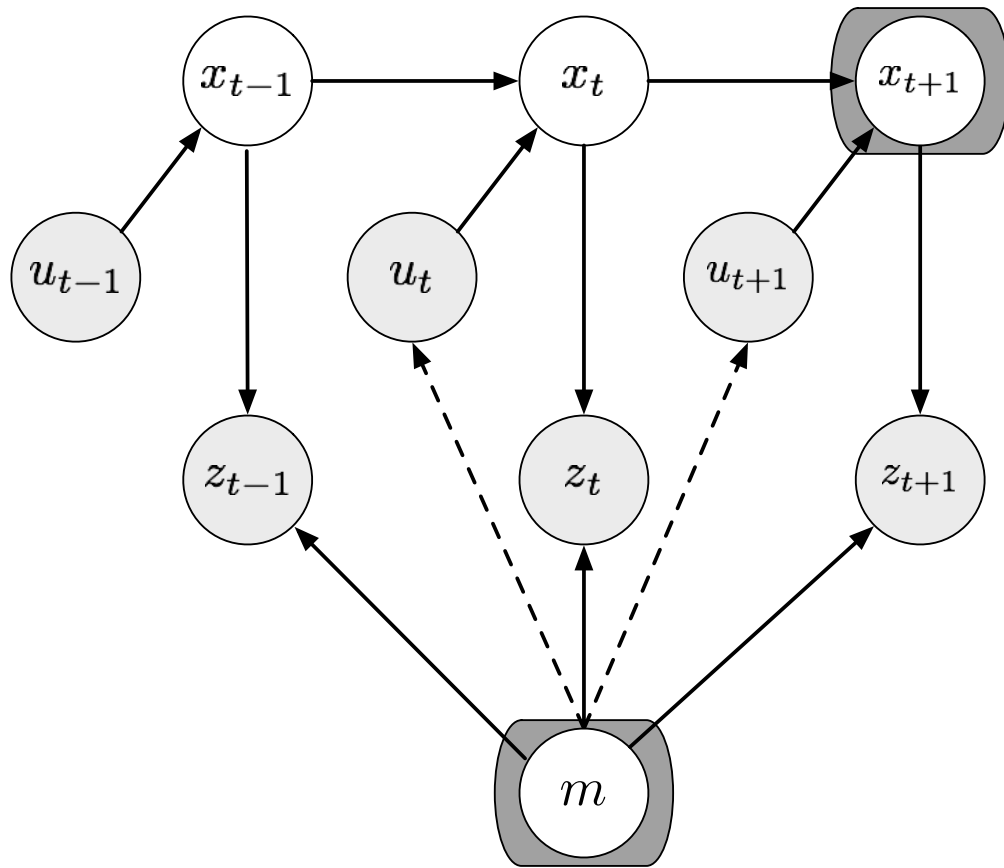 x_{t-1} x_t x_{t+1}
u_{t-1} u_t u_{t+1}
z_{t-1} z_t z_{t+1}
m